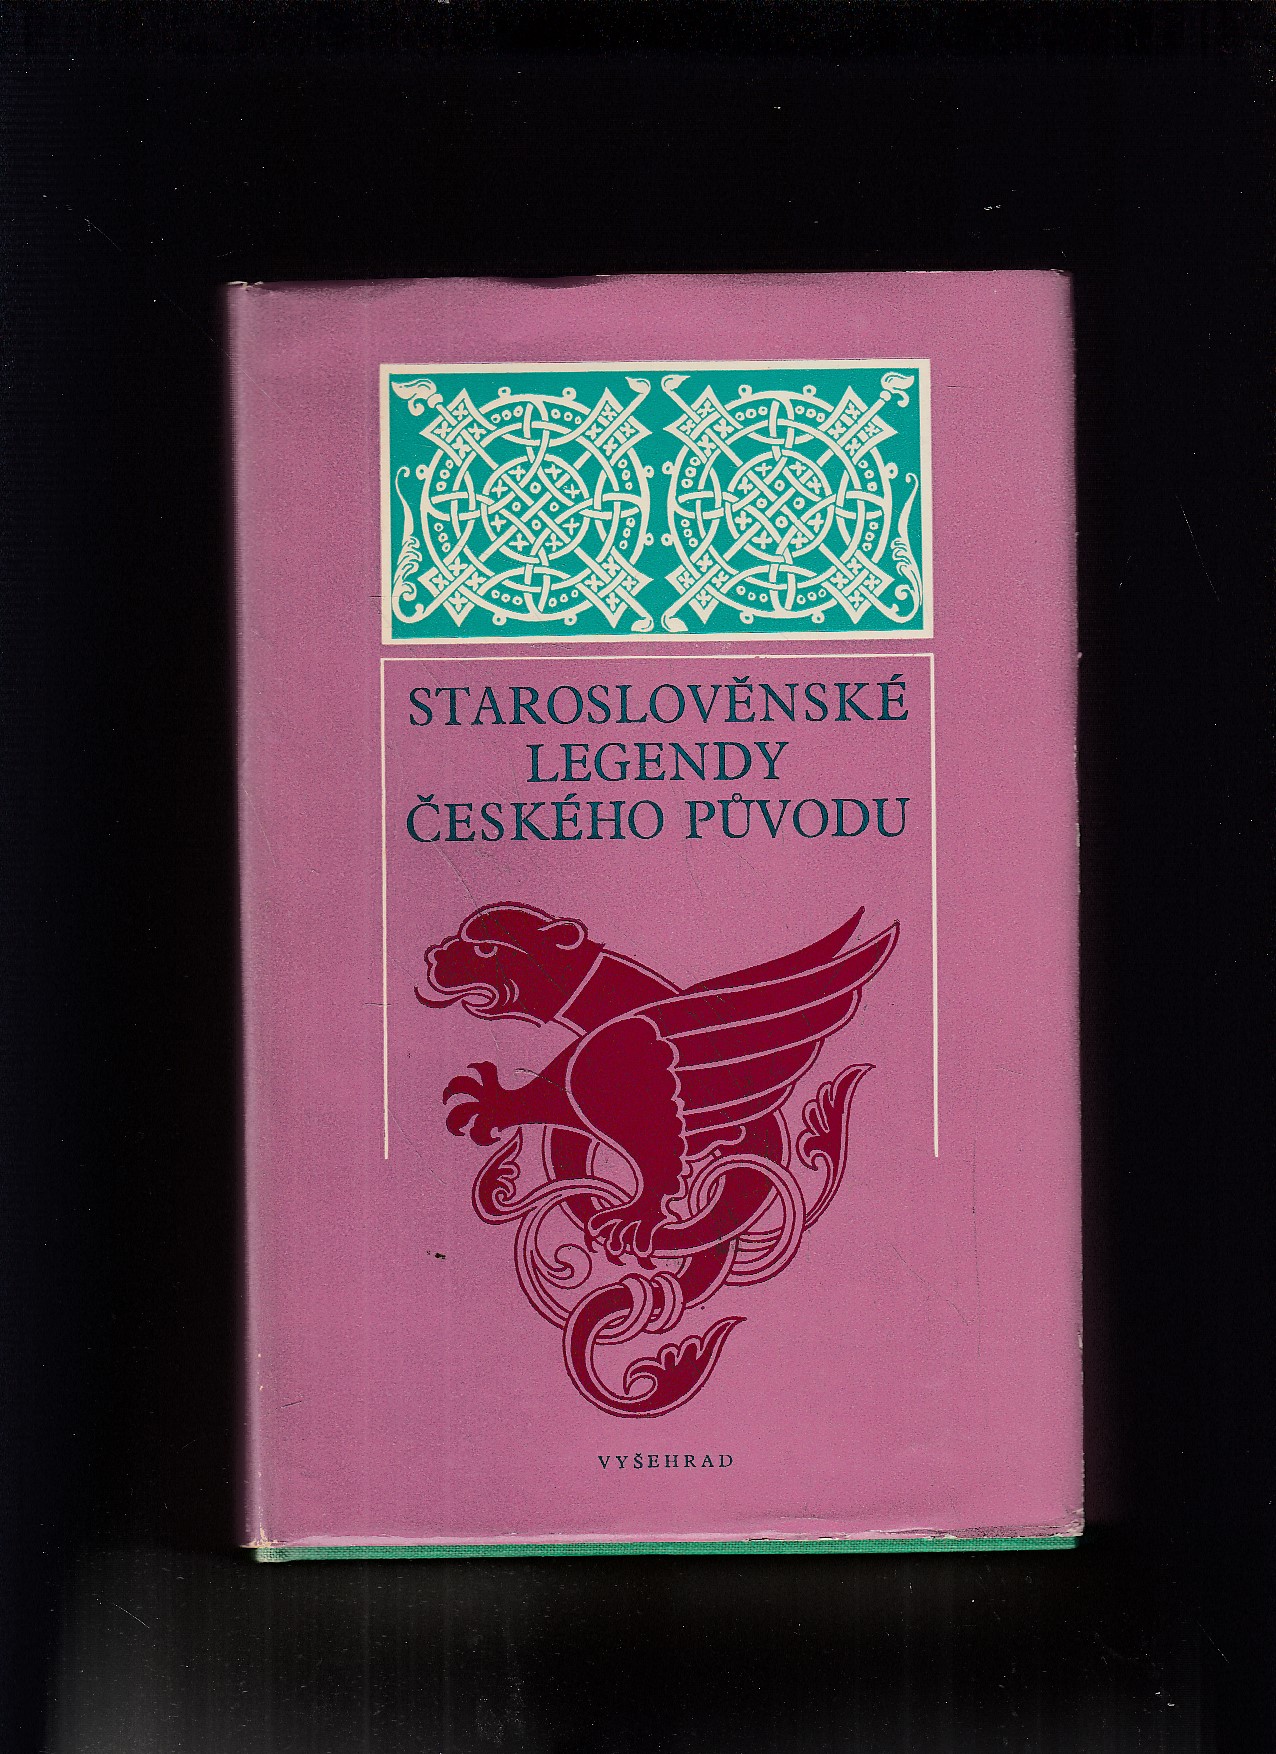 STAROSLOVĚNSKÉ
LEGENDY
ČESKÉHO PŮVODU
VYŠEHRAD